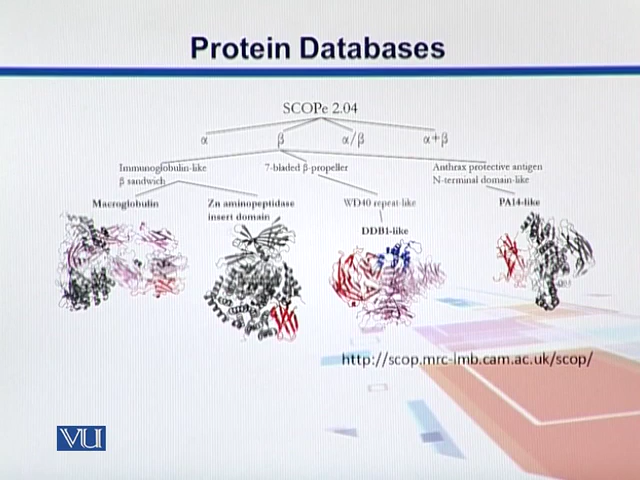 Protein Databases
SCOPe 2.04
α β α/β α+β
Immunoglobulin-like
β sandwich
7-bladed β-propeller
Anthrax protective antigen
N-terminal domain-like
Macroglobulin
Zn aminopeptidase
insert domain
WD40 repeat-like
PA14-like
DDB1-like
http://scop.mrc-lmb.cam.ac.uk/scop/
VU